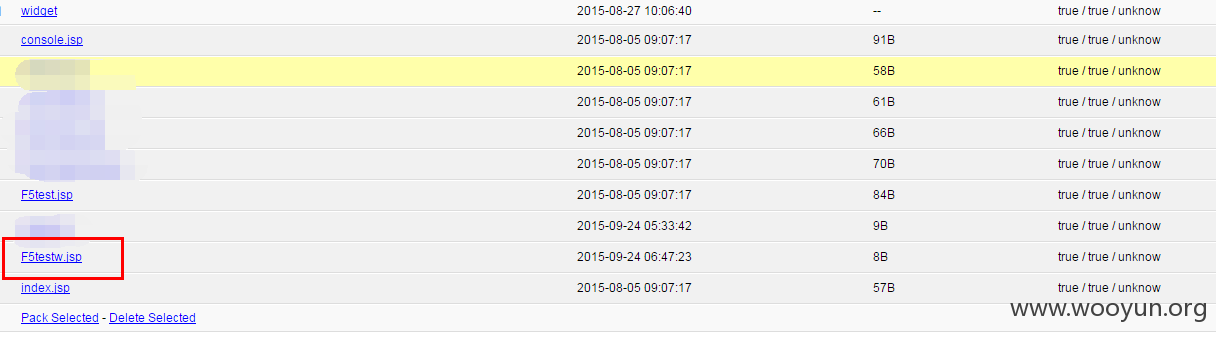 widget 2015-08-27 10:06:40 -- true / true / unknow
console.jsp 2015-08-05 09:07:17 91B true / true / unknow
2015-08-05 09:07:17 58B true / true / unknow
2015-08-05 09:07:17 61B true / true / unknow
2015-08-05 09:07:17 66B true / true / unknow
2015-08-05 09:07:17 70B true / true / unknow
F5test.jsp 2015-08-05 09:07:17 84B true / true / unknow
2015-09-24 05:33:42 9B true / true / unknow
F5testw.jsp 2015-09-24 06:47:23 8B true / true / unknow
index.jsp 2015-08-05 09:07:17 57B true / true / unknow
Pack Selected - Delete Selected
www.wooyun.org